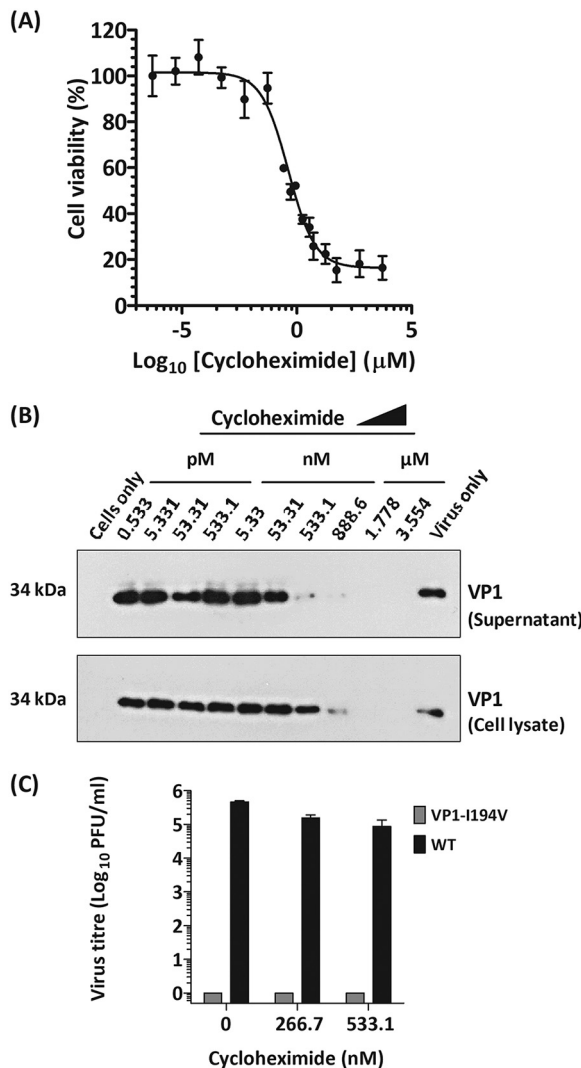 (A)
120
100
80
60
40
20
0
Cell viability (%)
-5 0 5
Log10 [Cycloheximide] (μM)
(B)
Cycloheximide
pM nM μM
Cells only 0.533 5.331 53.31 533.1 5.33 53.31 533.1 888.6 1.778 3.554 Virus only
34 kDa VP1
(Supernatant)
34 kDa VP1
(Cell lysate)
(C)
6
5
4
3
2
1
0
Virus titre (Log10 PFU/ml)
VP1-I194V
WT
0 266.7 533.1
Cycloheximide (nM)